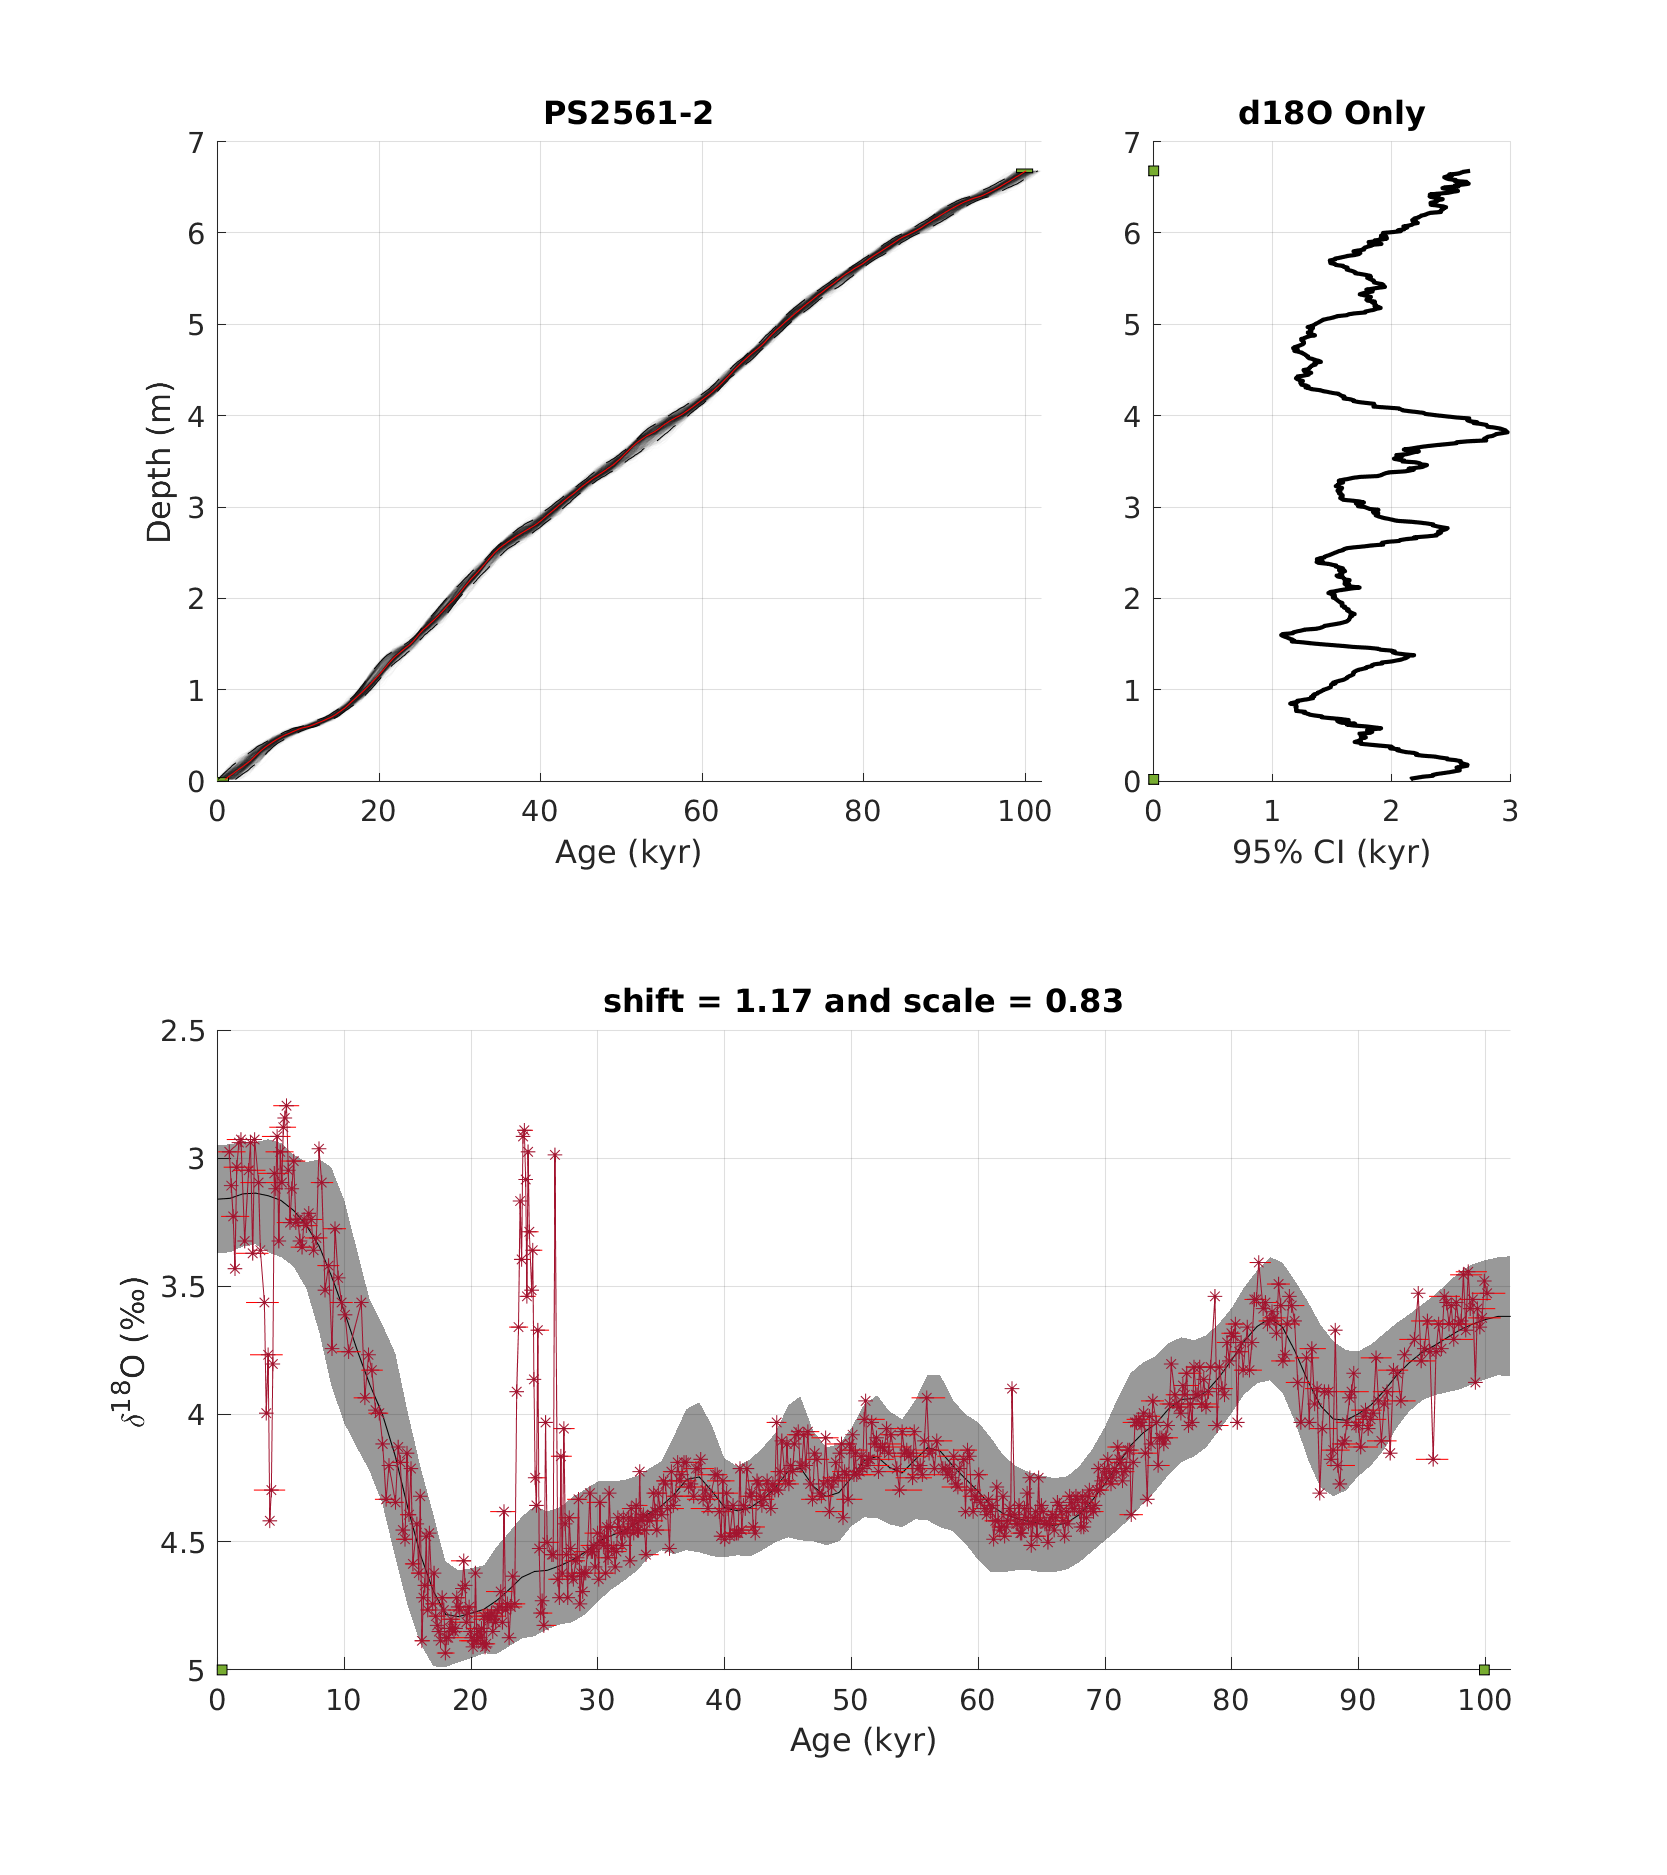 PS2561-2
d18O Only
7
6
5
4
3
2
1
0
Depth (m)
0 20 40 60 80 100
Age (kyr)
7
6
5
4
3
2
1
0
0 1 2 3
95% CI (kyr)
shift = 1.17 and scale = 0.83
2.5
3
3.5
4
4.5
5
δ18O (‰)
0 10 20 30 40 50 60 70 80 90 100
Age (kyr)